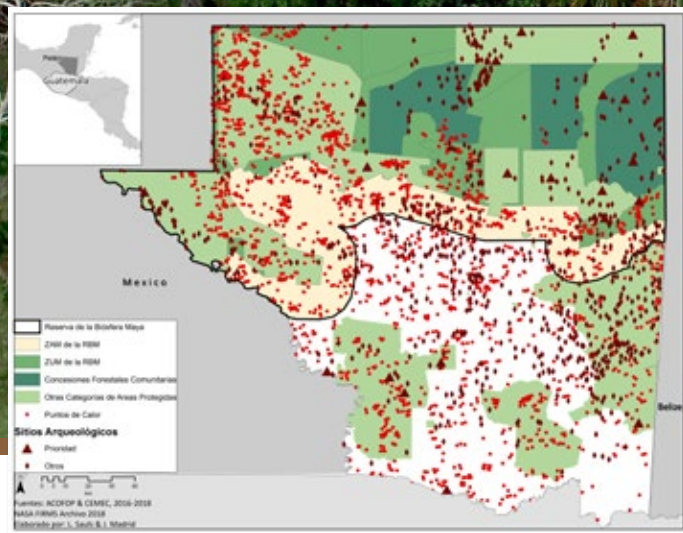 Petén
Guatemala
Mexico
Belize
Reserva de la Biósfera Maya
ZAM de la RBM
ZUM de la RBM
Concesiones Forestales Comunitarias
Otras Categorías de Areas Protegidas
Puntos de Calor
Sitios Arqueológicos
Prioridad
Otros
Fuentes: ACOFOP & CEMEC, 2016-2018
NASA FIRMS Archivo 2018
Elaborado por: L. Sauls & J. Madrid